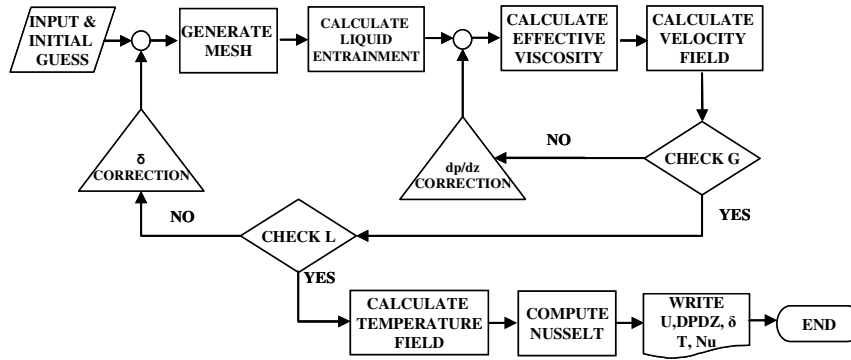 INPUT &
INITIAL
GUESS
GENERATE
MESH
CALCULATE
LIQUID
ENTRAINMENT
CALCULATE
EFFECTIVE
VISCOSITY
CALCULATE
VELOCITY
FIELD
δ
CORRECTION
dp/dz
CORRECTION
NO
CHECK G
YES
NO
CHECK L
YES
CALCULATE
TEMPERATURE
FIELD
COMPUTE
NUSSELT
WRITE
U,DPDZ, δ
T, Nu
END